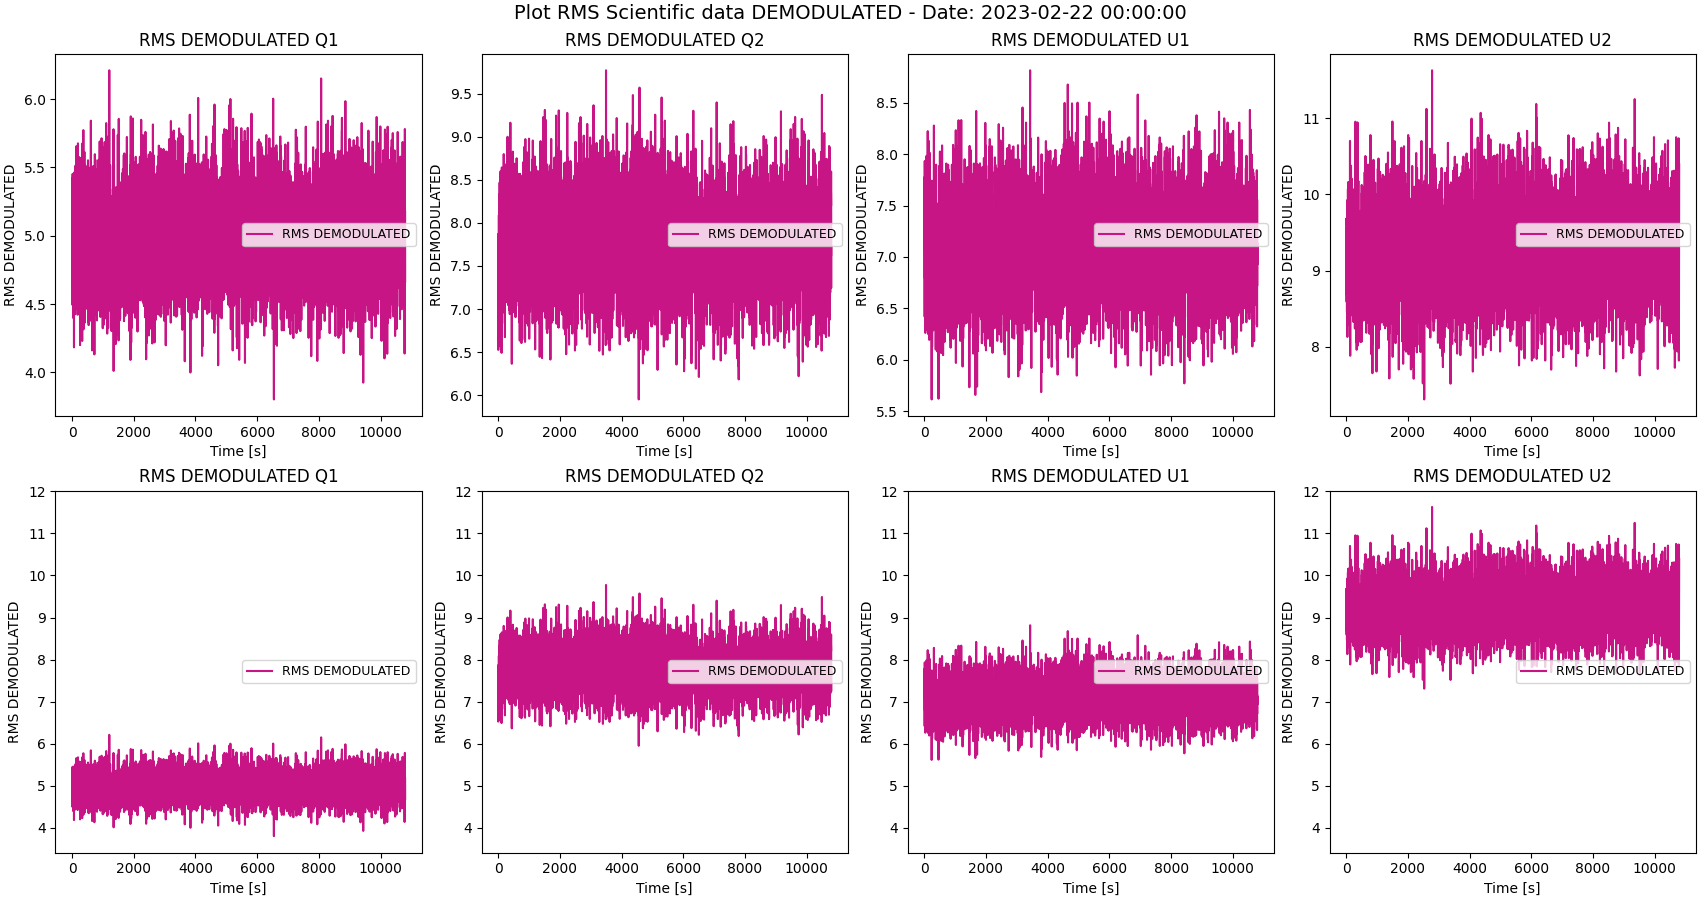 Plot RMS Scientific data DEMODULATED - Date: 2023-02-22 00:00:00
RMS DEMODULATED Q1
RMS DEMODULATED
6.0
5.5
5.0
4.5
4.0
RMS DEMODULATED
0 2000 4000 6000 8000 10000
Time [s]
RMS DEMODULATED Q2
RMS DEMODULATED
9.5
9.0
8.5
8.0
7.5
7.0
6.5
6.0
RMS DEMODULATED
0 2000 4000 6000 8000 10000
Time [s]
RMS DEMODULATED U1
RMS DEMODULATED
8.5
8.0
7.5
7.0
6.5
6.0
5.5
RMS DEMODULATED
0 2000 4000 6000 8000 10000
Time [s]
RMS DEMODULATED U2
RMS DEMODULATED
11
10
9
8
RMS DEMODULATED
0 2000 4000 6000 8000 10000
Time [s]
RMS DEMODULATED Q1
RMS DEMODULATED
12
11
10
9
8
7
6
5
4
RMS DEMODULATED
0 2000 4000 6000 8000 10000
Time [s]
RMS DEMODULATED Q2
RMS DEMODULATED
12
11
10
9
8
7
6
5
4
RMS DEMODULATED
0 2000 4000 6000 8000 10000
Time [s]
RMS DEMODULATED U1
RMS DEMODULATED
12
11
10
9
8
7
6
5
4
RMS DEMODULATED
0 2000 4000 6000 8000 10000
Time [s]
RMS DEMODULATED U2
RMS DEMODULATED
12
11
10
9
8
7
6
5
4
RMS DEMODULATED
0 2000 4000 6000 8000 10000
Time [s]